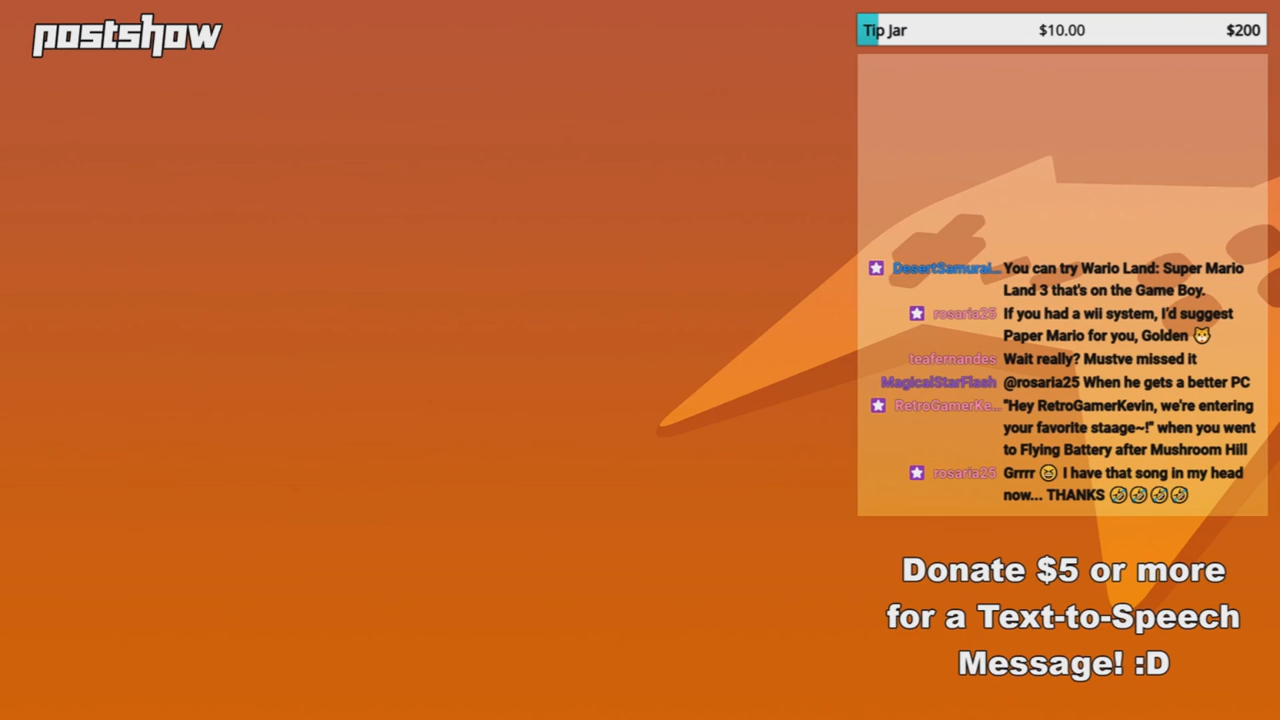 postshow
Tip Jar $10.00 $200
DesertSamurai... You can try Wario Land: Super Mario
Land 3 that's on the Game Boy.
rosaria25 If you had a wii system, I'd suggest
Paper Mario for you, Golden 🐱
teafernandes Wait really? Mustve missed it
MagicalStarFlash @rosaria25 When he gets a better PC
RetroGamerKe... "Hey RetroGamerKevin, we're entering
your favorite staage~!" when you went
to Flying Battery after Mushroom Hill
rosaria25 Grrrr 😆 I have that song in my head
now... THANKS 🤣🤣🤣🤣
Donate $5 or more
for a Text-to-Speech
Message! :D